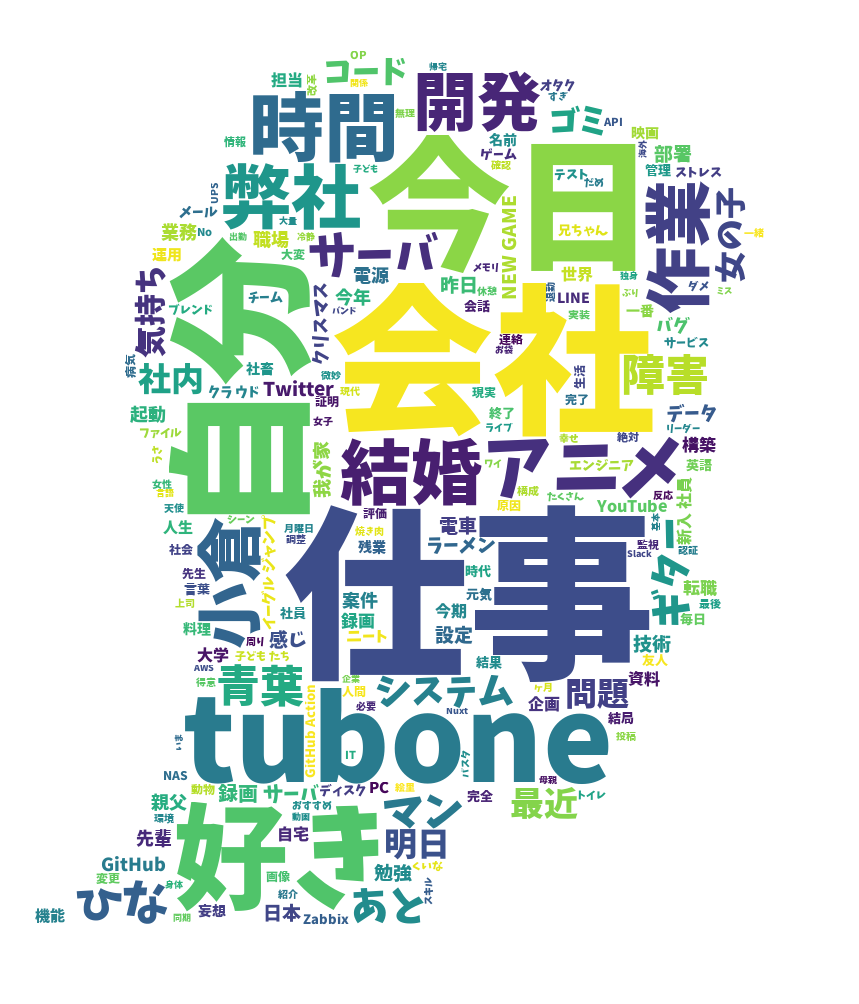 OP
帰宅
コード
担当
改本
関係
開発
オタク
すぎ
時間
無理
ゴミ
API
情報
名前
ゲーム
確認
映画
部署
管理
ストレス
弊社
子ども
今日
テスト
だめ
作業
女の子
UPS
メール
大量
業務
No
出勤
職場
冷静
大変
サーバ
NEW GAME
兄ちゃん
一緒
運用
電源
メモリ
世界
独身
ダメ
ミス
気持ち
自分
チーム
クリスマス
今年
バンド
昨日
休憩
会話
通勤
LINE
実装
ぷり
一番
バグ
ブレンド
会社
連絡
お袋
サービス
病気
社内
社畜
微妙
クラウド
Twitter
証明
現代
現実
生活
完了
障害
データ
起動
女子
終了
ライブ
幸せ
絶対
リーダー
ファイル
我が家
結婚
アニメ
構築
うさ
ワイ
エンジニア
英語
女性
言語
天使
構成
たくさん
反応
社員
評価
原因
YouTube
人生
シーン
月曜日
調整
焼き肉
電車
仕事
基本
新入
社会
小倉
イーグル
ジャンプ
残業
ラーメン
監視
Slack
認証
ギター
先生
言葉
時代
転職
上司
社員
案件
元気
最後
料理
録画
今期
毎日
周り
感じ
ニート
設定
技術
大学
子ども
たち
結果
友人
AWS
得意
青葉
企業
人間
システム
ヶ月
企画
問題
資料
GitHub Action
必要
Nuxt
結局
投稿
tubone
いま
IT
パスタ
NAS
動物
録画
サーバ
ディスク
PC
絵里
母親
親父
環境
おすすめ
動画
マン
完全
最近
トイレ
先輩
好き
自宅
明日
GitHub
変更
身体
画像
勉強
くいな
スキル
機能
ひな
同期
妄想
紹介
日本
Zabbix
あと